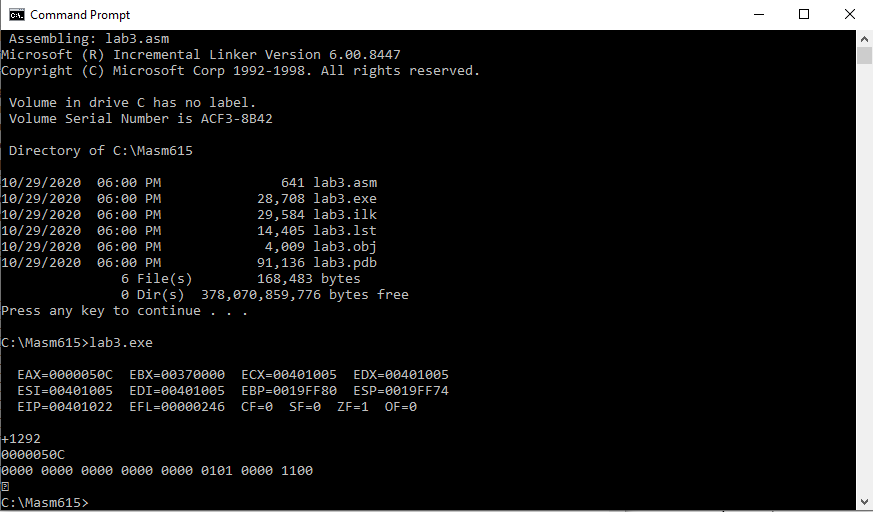 Command Prompt
Assembling: lab3.asm
Microsoft (R) Incremental Linker Version 6.00.8447
Copyright (C) Microsoft Corp 1992-1998. All rights reserved.
Volume in drive C has no label.
Volume Serial Number is ACF3-8B42
Directory of C:\Masm615
10/29/2020  06:00 PM               641 lab3.asm
10/29/2020  06:00 PM            28,708 lab3.exe
10/29/2020  06:00 PM            29,584 lab3.ilk
10/29/2020  06:00 PM            14,405 lab3.lst
10/29/2020  06:00 PM             4,009 lab3.obj
10/29/2020  06:00 PM            91,136 lab3.pdb
6 File(s)        168,483 bytes
0 Dir(s)  378,070,859,776 bytes free
Press any key to continue . . .
C:\Masm615>lab3.exe
EAX=0000050C  EBX=00370000  ECX=00401005  EDX=00401005
ESI=00401005  EDI=00401005  EBP=0019FF80  ESP=0019FF74
EIP=00401022  EFL=00000246  CF=0  SF=0  ZF=1  OF=0
+1292
0000050C
0000 0000 0000 0000 0000 0101 0000 1100
C:\Masm615>